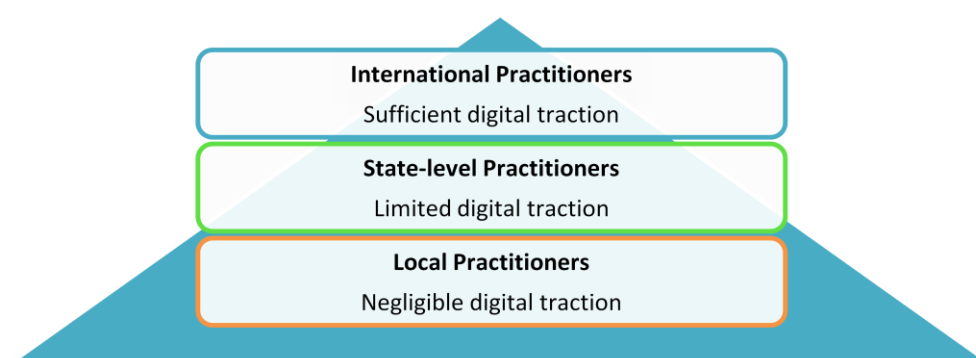 International Practitioners
Sufficient digital traction
State-level Practitioners
Limited digital traction
Local Practitioners
Negligible digital traction